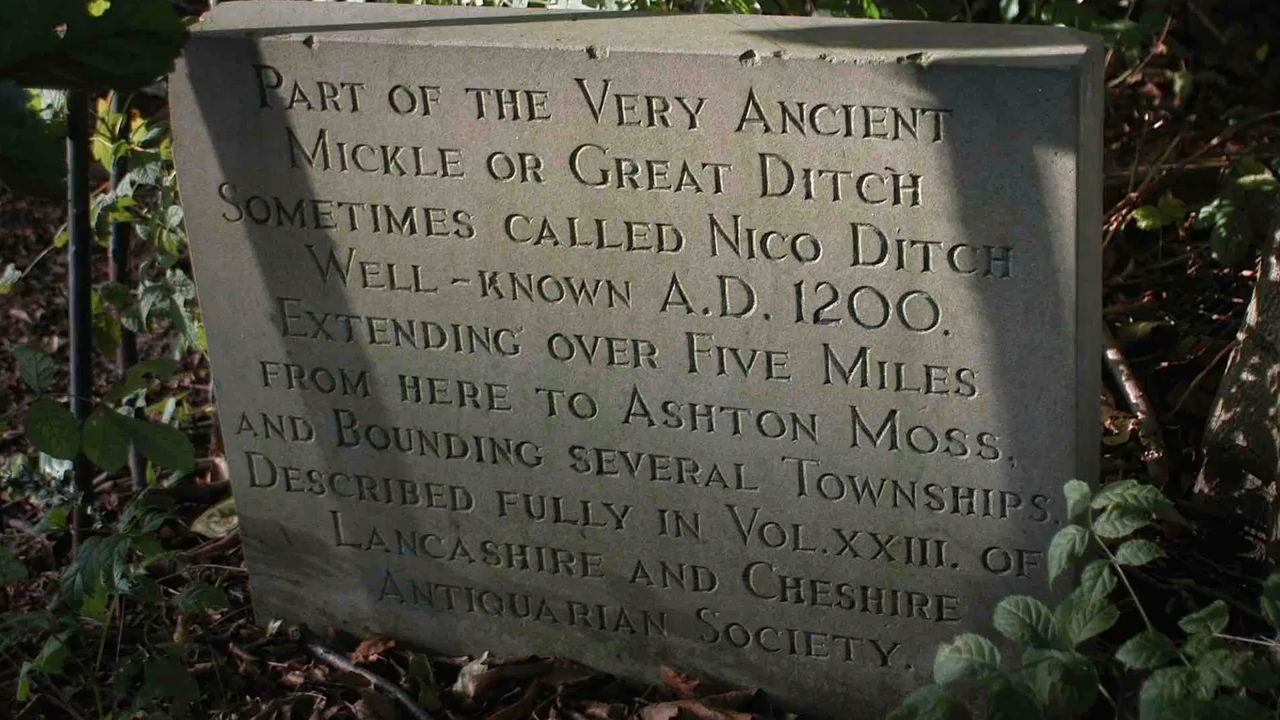 Part of the Very Ancient
Mickle or Great Ditch
Sometimes called Nico Ditch
Well-known A.D. 1200.
Extending over Five Miles
from here to Ashton Moss,
and Bounding several Townships.
Described fully in Vol.XXIII. of
Lancashire and Cheshire
Antiquarian Society.